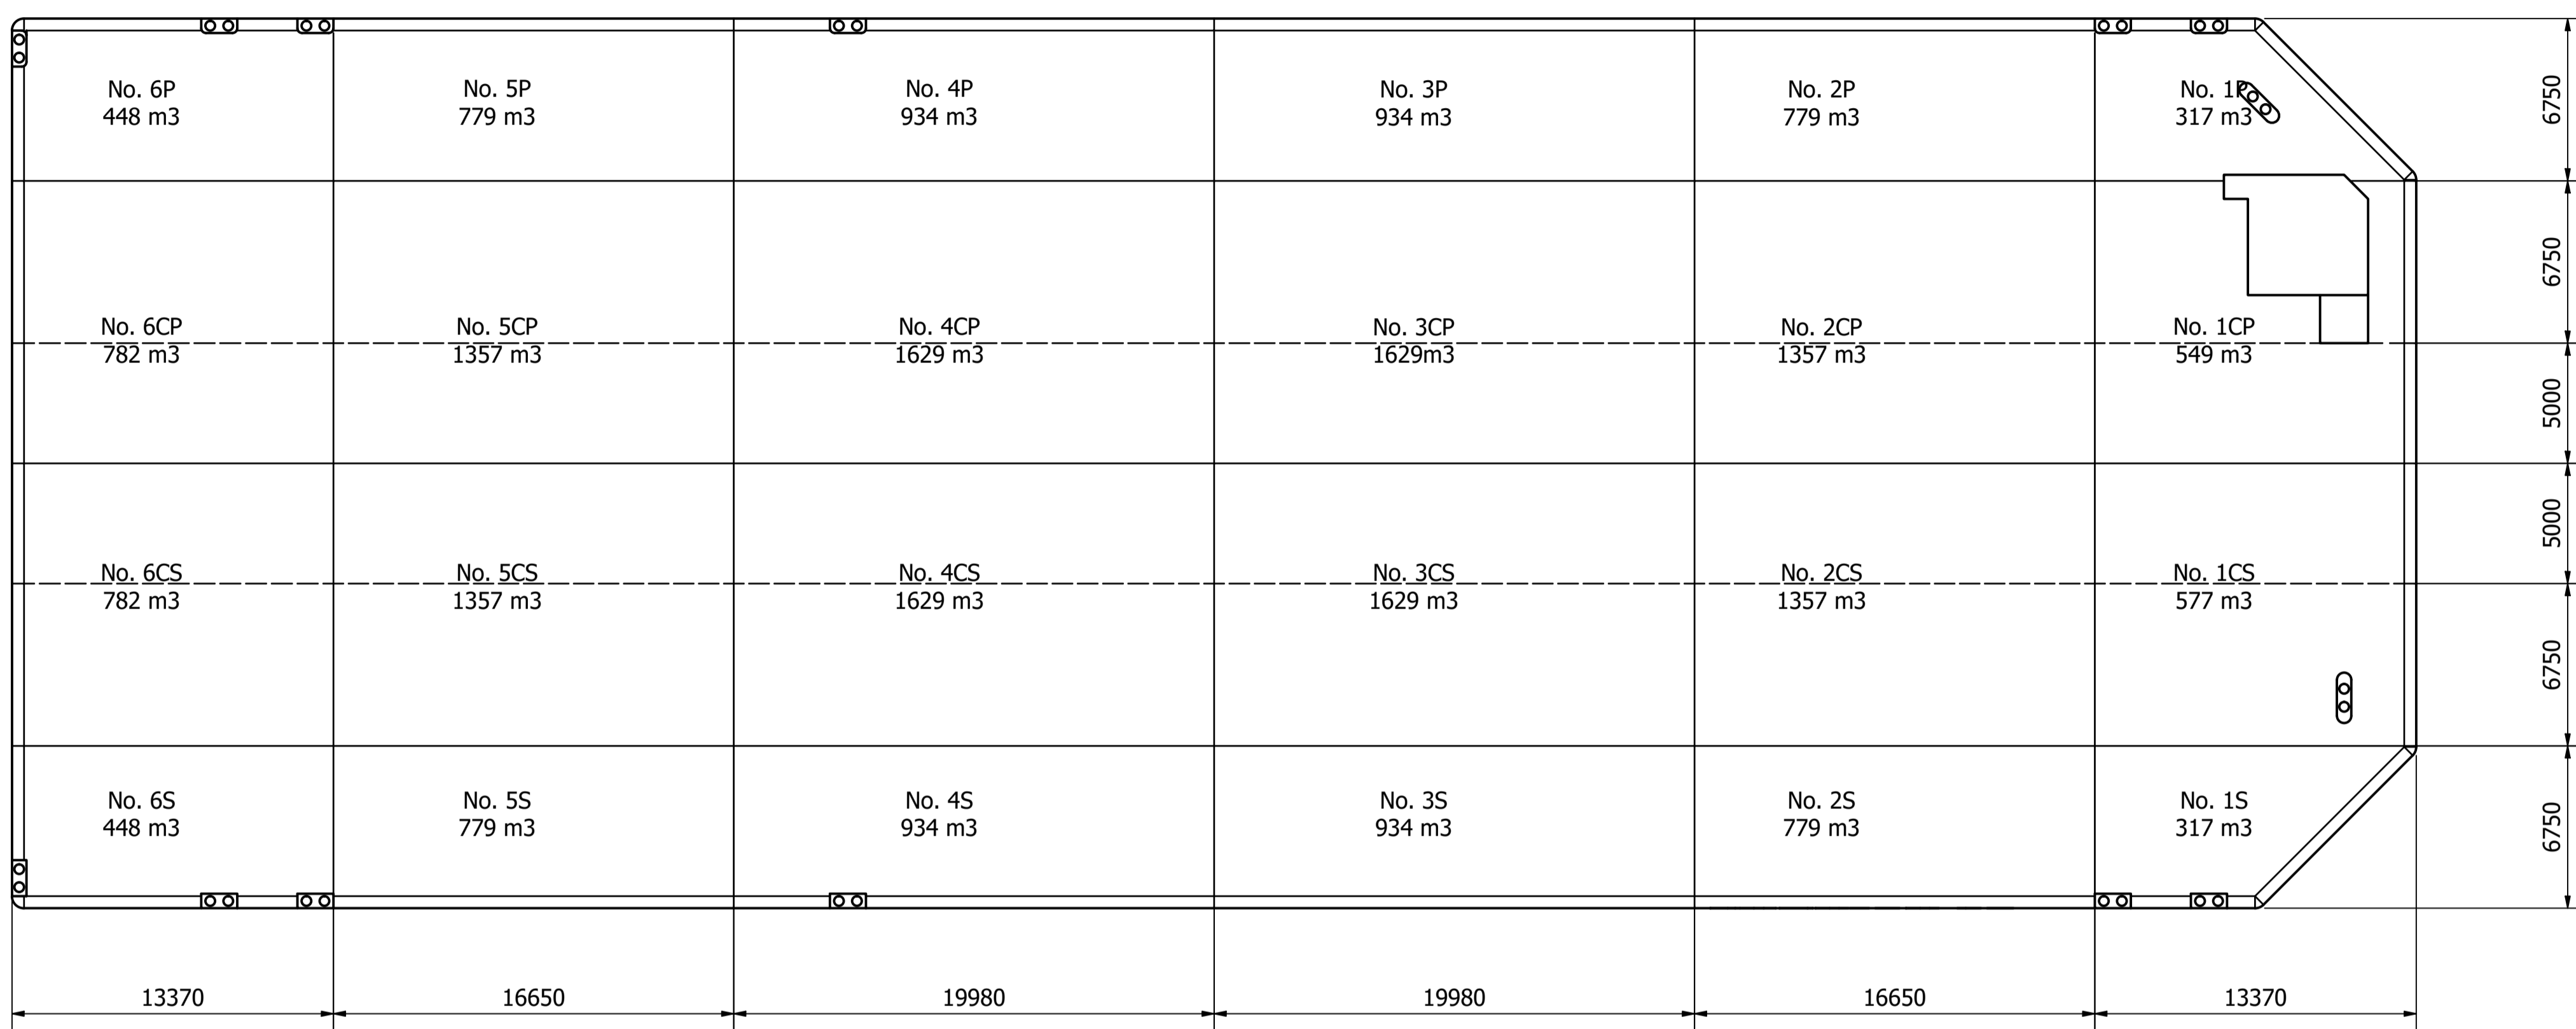 No. 6P
448 m3
No. 5P
779 m3
No. 4P
934 m3
No. 3P
934 m3
No. 2P
779 m3
No. 1P
317 m3
6750
No. 6CP
782 m3
No. 5CP
1357 m3
No. 4CP
1629 m3
No. 3CP
1629m3
No. 2CP
1357 m3
No. 1CP
549 m3
6750
5000
No. 6CS
782 m3
No. 5CS
1357 m3
No. 4CS
1629 m3
No. 3CS
1629 m3
No. 2CS
1357 m3
No. 1CS
577 m3
5000
6750
No. 6S
448 m3
No. 5S
779 m3
No. 4S
934 m3
No. 3S
934 m3
No. 2S
779 m3
No. 1S
317 m3
6750
13370
16650
19980
19980
16650
13370